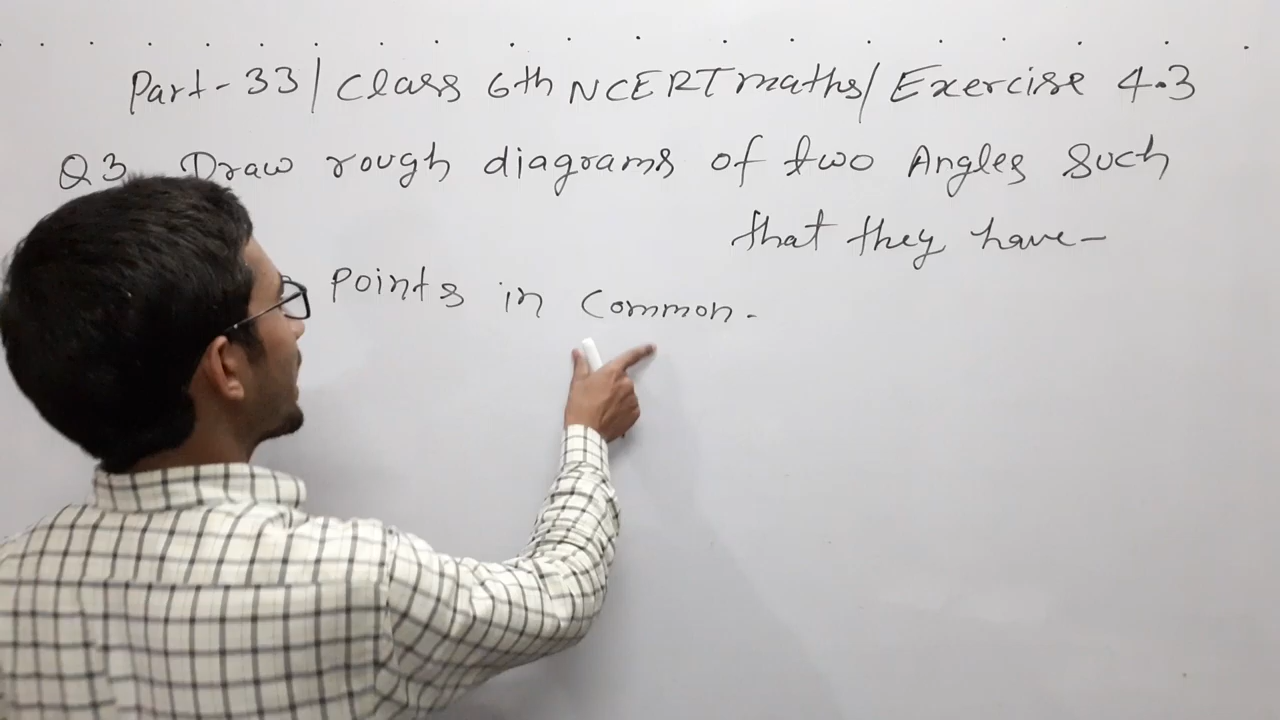 Part-33 | Class 6th NCERT maths / Exercise 4.3
Q3 Draw rough diagrams of two Angles Such
that they have-
Points in Common.